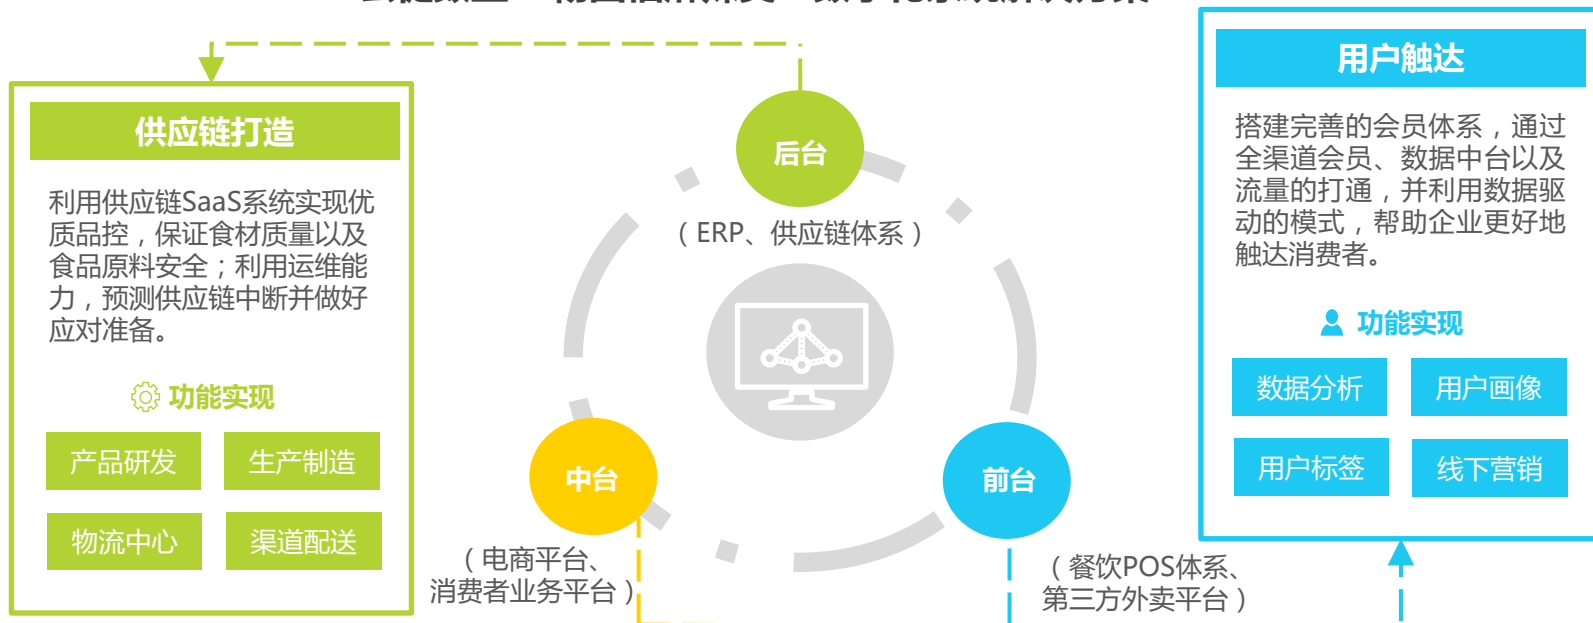 供应链打造
利用供应链SaaS系统实现优
质品控，保证食材质量以及
食品原料安全；利用运维能
力，预测供应链中断并做好
应对准备。
功能实现
产品研发
生产制造
物流中心
渠道配送
后台
（ERP、供应链体系）
中台
（电商平台、
消费者业务平台）
前台
（餐饮POS体系、
第三方外卖平台）
用户触达
搭建完善的会员体系，通过
全渠道会员、数据中台以及
流量的打通，并利用数据驱
动的模式，帮助企业更好地
触达消费者。
功能实现
数据分析
用户画像
用户标签
线下营销